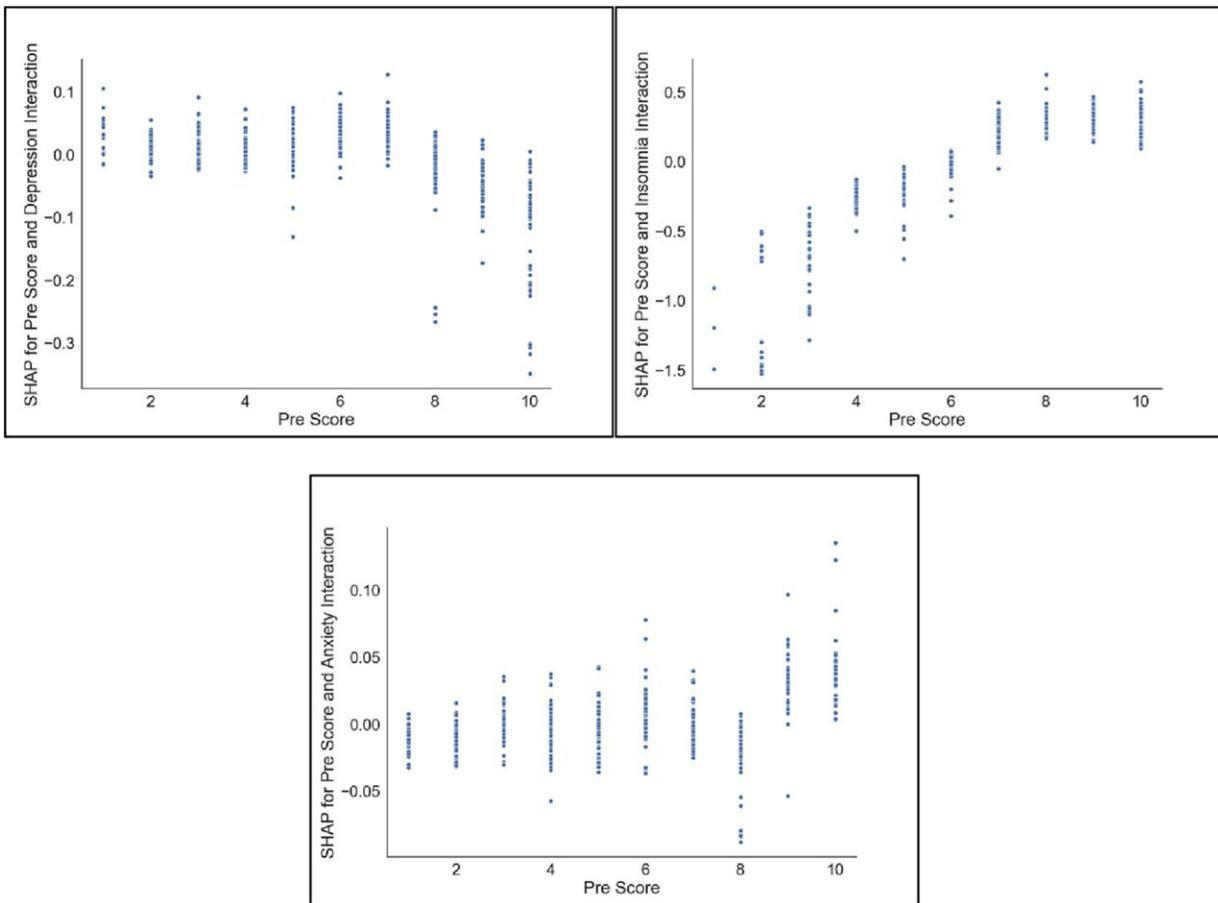 SHAP for Pre Score and Depression Interaction
0.1
0.0
−0.1
−0.2
−0.3
2 4 6 8 10
Pre Score
SHAP for Pre Score and Insomnia Interaction
0.5
0.0
−0.5
−1.0
−1.5
2 4 6 8 10
Pre Score
SHAP for Pre Score and Anxiety Interaction
0.10
0.05
0.00
−0.05
2 4 6 8 10
Pre Score